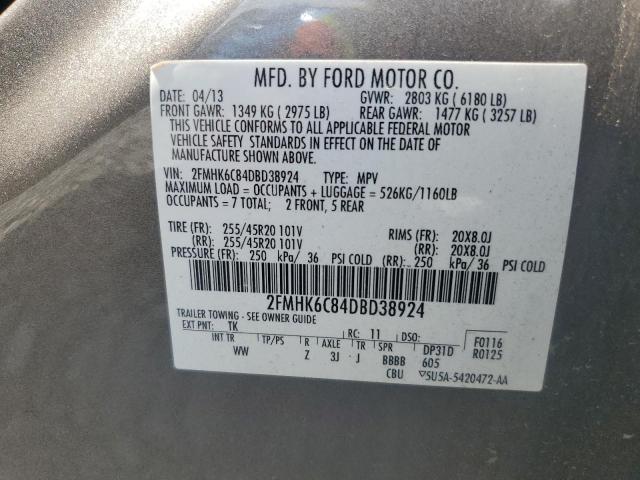 MFD. BY FORD MOTOR CO.
DATE: 04/13 GVWR: 2803 KG ( 6180 LB)
FRONT GAWR: 1349 KG ( 2975 LB) REAR GAWR: 1477 KG ( 3257 LB)
THIS VEHICLE CONFORMS TO ALL APPLICABLE FEDERAL MOTOR
VEHICLE SAFETY STANDARDS IN EFFECT ON THE DATE OF
MANUFACTURE SHOWN ABOVE.
VIN: 2FMHK6C84DBD38924 TYPE: MPV
MAXIMUM LOAD = OCCUPANTS + LUGGAGE = 526KG/1160LB
OCCUPANTS = 7 TOTAL; 2 FRONT, 5 REAR
TIRE (FR): 255/45R20 101V RIMS (FR): 20X8.0J
(RR): 255/45R20 101V (RR): 20X8.0J
PRESSURE (FR): 250 kPa/ 36 PSI COLD (RR): 250 kPa/ 36 PSI COLD
2FMHK6C84DBD38924
TRAILER TOWING - SEE OWNER GUIDE
EXT PNT: TK RC: 11 DSO: F0116
INT TR TP/PS R AXLE TR SPR DP31D R0125
WW Z 3J J BBBB 605
CBU ▽5U5A-5420472-AA